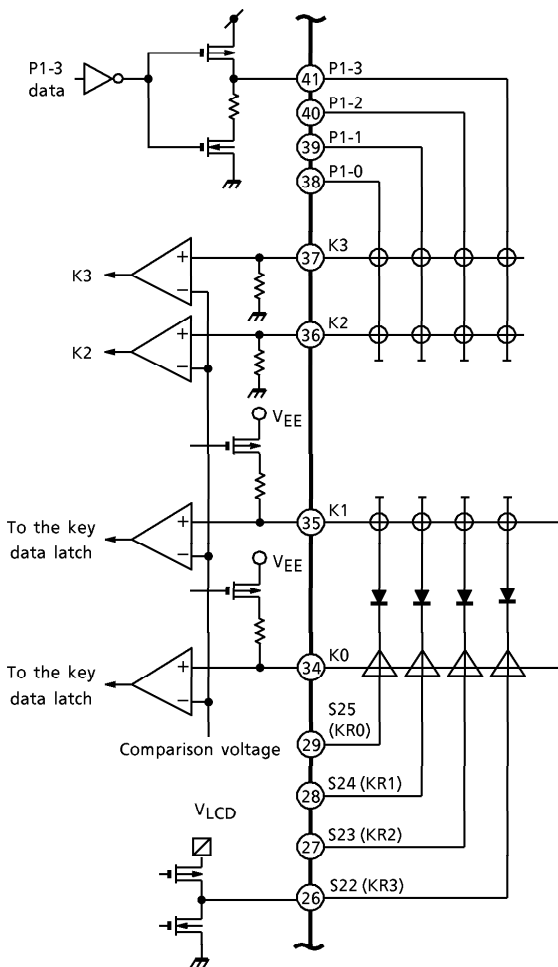 P1-3
data
41
P1-3
40
P1-2
39
P1-1
38
P1-0
K3
+
−
37
K3
K2
+
−
36
K2
VEE
To the key
data latch
+
−
35
K1
VEE
To the key
data latch
+
−
34
K0
Comparison voltage
S25
(KR0)
29
28
S24 (KR1)
VLCD
27
S23 (KR2)
26
S22 (KR3)